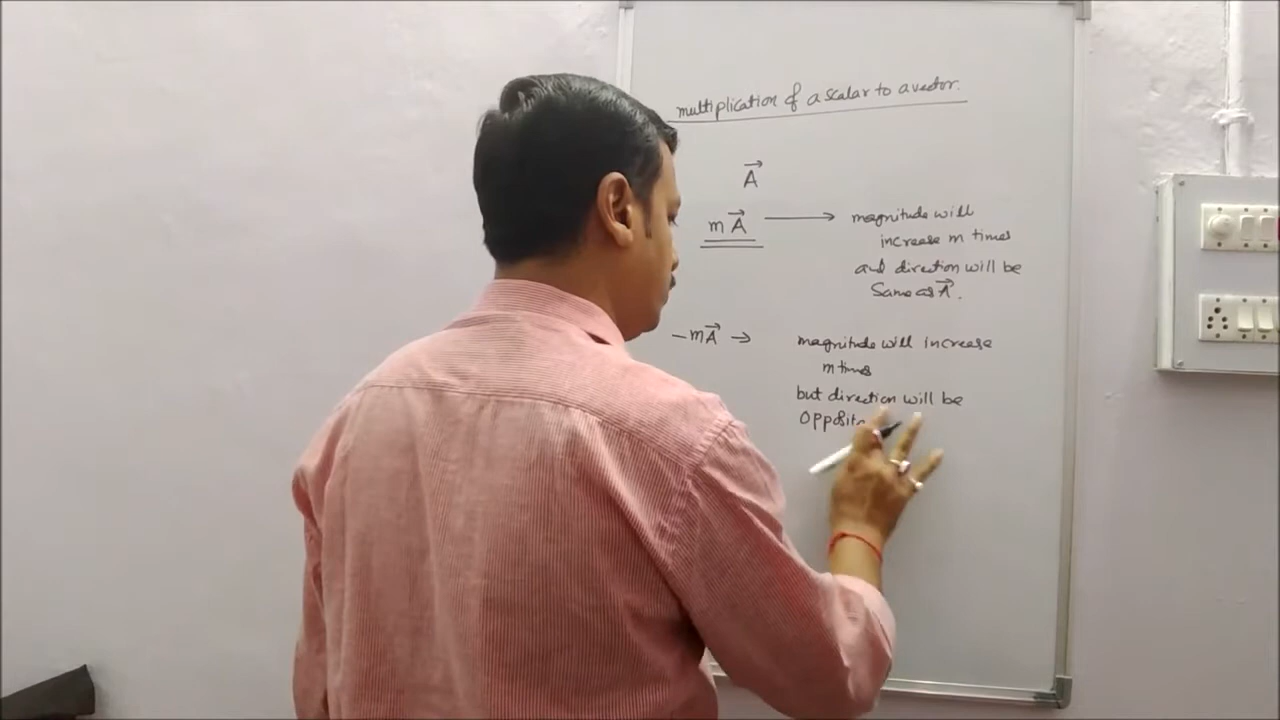 multiplication of a scalar to a vector.
A⃗
mA⃗ → magnitude will
increase m times
and direction will be
Same as A⃗.
-mA⃗ → magnitude will increase
m times
but direction will be
opposite